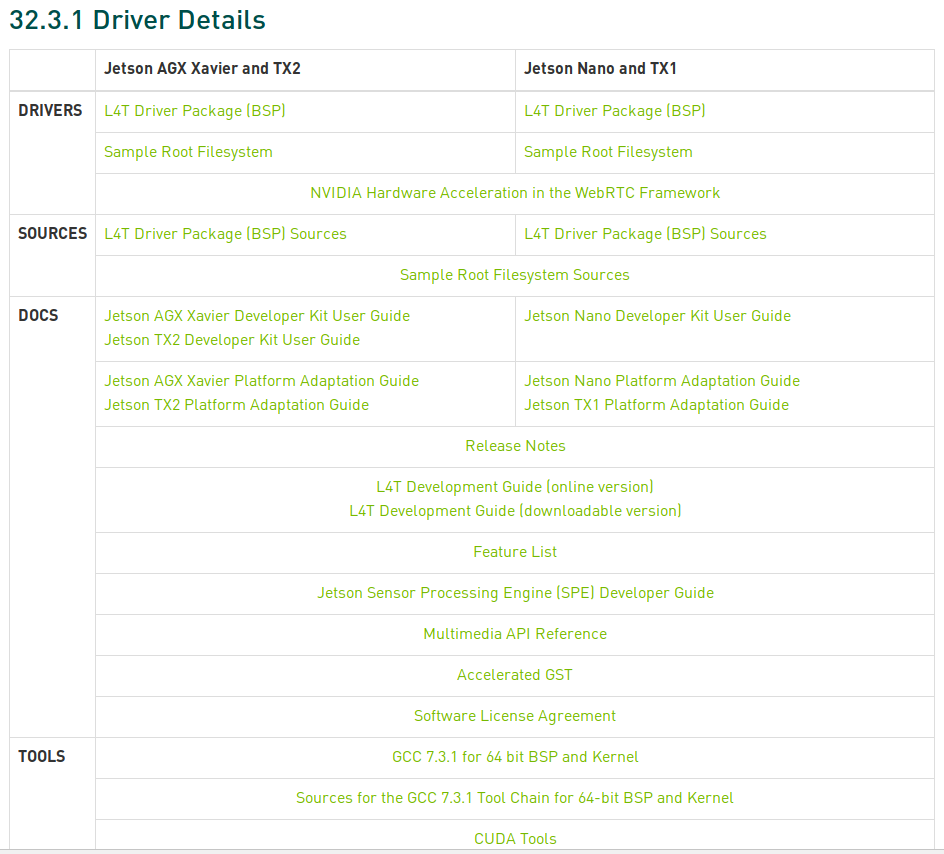 32.3.1 Driver Details
Jetson AGX Xavier and TX2
Jetson Nano and TX1
DRIVERS
L4T Driver Package (BSP)
L4T Driver Package (BSP)
Sample Root Filesystem
Sample Root Filesystem
NVIDIA Hardware Acceleration in the WebRTC Framework
SOURCES
L4T Driver Package (BSP) Sources
L4T Driver Package (BSP) Sources
Sample Root Filesystem Sources
DOCS
Jetson AGX Xavier Developer Kit User Guide
Jetson TX2 Developer Kit User Guide
Jetson Nano Developer Kit User Guide
Jetson AGX Xavier Platform Adaptation Guide
Jetson TX2 Platform Adaptation Guide
Jetson Nano Platform Adaptation Guide
Jetson TX1 Platform Adaptation Guide
Release Notes
L4T Development Guide (online version)
L4T Development Guide (downloadable version)
Feature List
Jetson Sensor Processing Engine (SPE) Developer Guide
Multimedia API Reference
Accelerated GST
Software License Agreement
TOOLS
GCC 7.3.1 for 64 bit BSP and Kernel
Sources for the GCC 7.3.1 Tool Chain for 64-bit BSP and Kernel
CUDA Tools